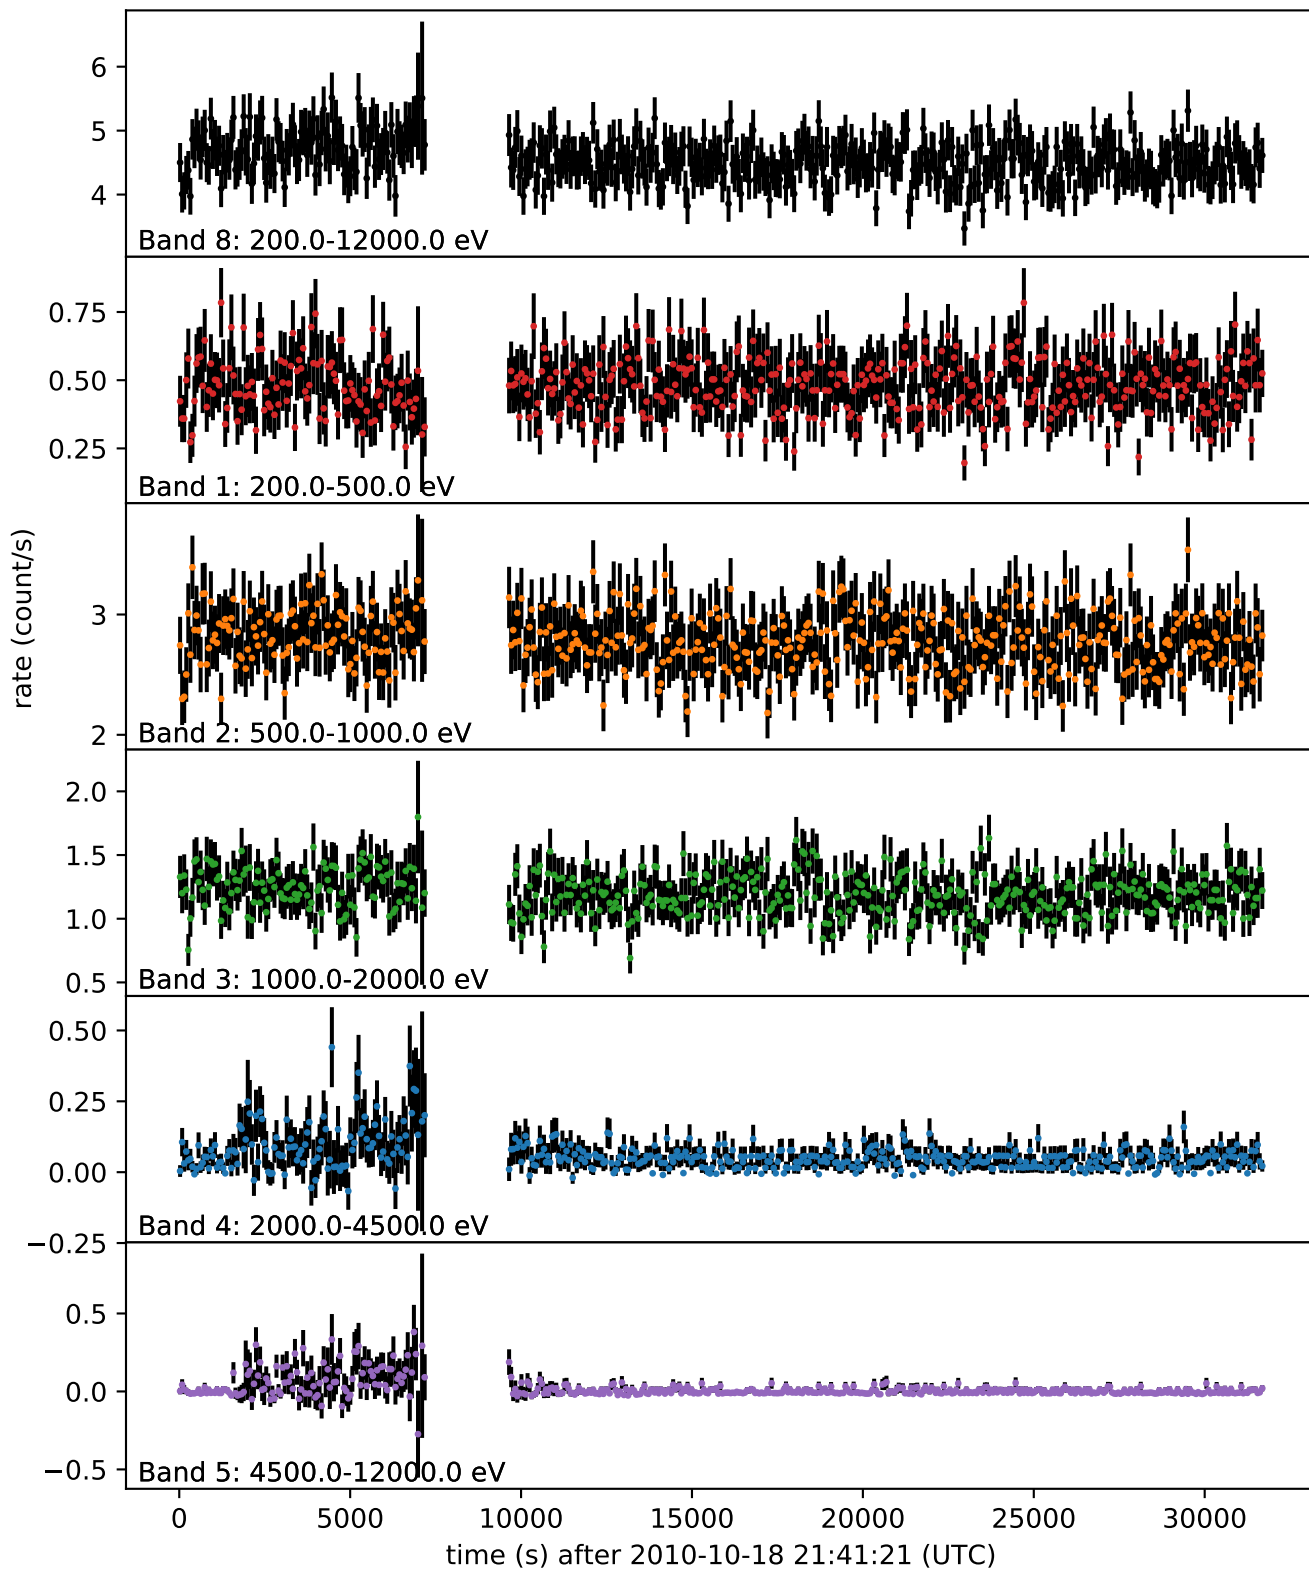 6
5
4
Band 8: 200.0-12000.0 eV
0.75
0.50
0.25
Band 1: 200.0-500.0 eV
rate (count/s)
3
2
Band 2: 500.0-1000.0 eV
2.0
1.5
1.0
0.5
Band 3: 1000.0-2000.0 eV
0.50
0.25
0.00
−0.25
Band 4: 2000.0-4500.0 eV
0.5
0.0
−0.5
Band 5: 4500.0-12000.0 eV
0 5000 10000 15000 20000 25000 30000
time (s) after 2010-10-18 21:41:21 (UTC)